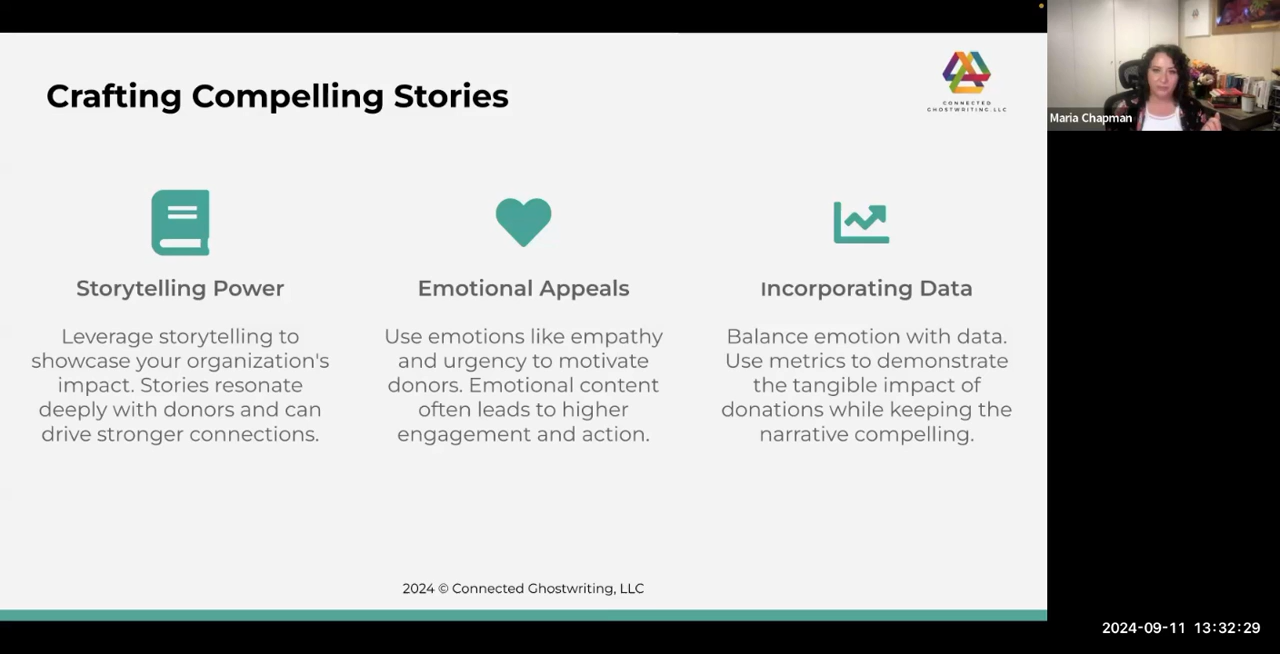 Crafting Compelling Stories
CONNECTED
GHOSTWRITING, LLC
Maria Chapman
Storytelling Power
Leverage storytelling to
showcase your organization's
impact. Stories resonate
deeply with donors and can
drive stronger connections.
Emotional Appeals
Use emotions like empathy
and urgency to motivate
donors. Emotional content
often leads to higher
engagement and action.
Incorporating Data
Balance emotion with data.
Use metrics to demonstrate
the tangible impact of
donations while keeping the
narrative compelling.
2024 © Connected Ghostwriting, LLC
2024-09-11 13:32:29